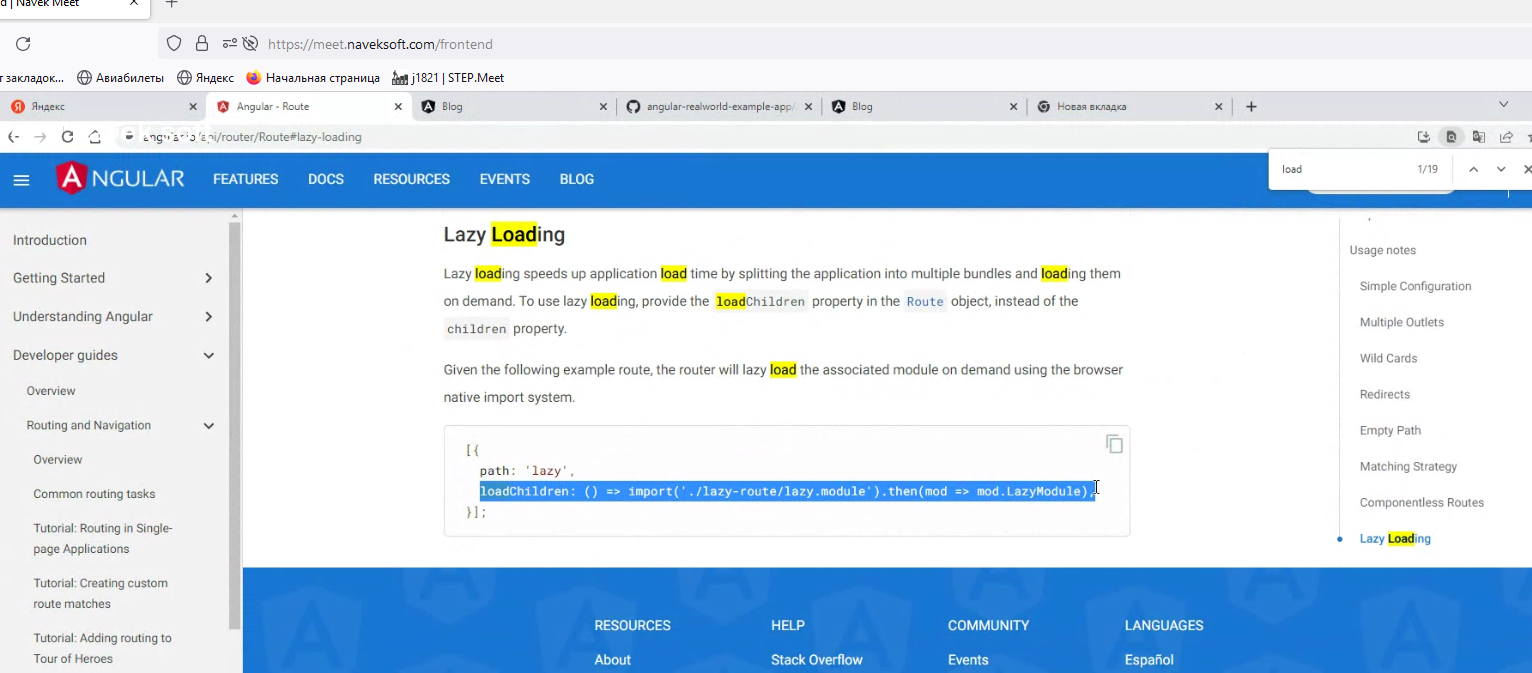 d | Navek Meet
https://meet.naveksoft.com/frontend
т закладок...
Авиабилеты
Яндекс
Начальная страница
j1821 | STEP.Meet
Яндекс
Angular - Route
Blog
angular-realworld-example-app/
Blog
Новая вкладка
angular.io/api/router/Route#lazy-loading
load
1/19
ANGULAR
FEATURES
DOCS
RESOURCES
EVENTS
BLOG
Introduction
Getting Started
Understanding Angular
Developer guides
Overview
Routing and Navigation
Overview
Common routing tasks
Tutorial: Routing in Single-
page Applications
Tutorial: Creating custom
route matches
Tutorial: Adding routing to
Tour of Heroes
Lazy Loading
Lazy loading speeds up application load time by splitting the application into multiple bundles and loading them
on demand. To use lazy loading, provide the loadChildren property in the Route object, instead of the
children property.
Given the following example route, the router will lazy load the associated module on demand using the browser
native import system.
[{
path: 'lazy',
loadChildren: () => import('./lazy-route/lazy.module').then(mod => mod.LazyModule),
}];
Usage notes
Simple Configuration
Multiple Outlets
Wild Cards
Redirects
Empty Path
Matching Strategy
Componentless Routes
Lazy Loading
RESOURCES
HELP
COMMUNITY
LANGUAGES
About
Stack Overflow
Events
Español